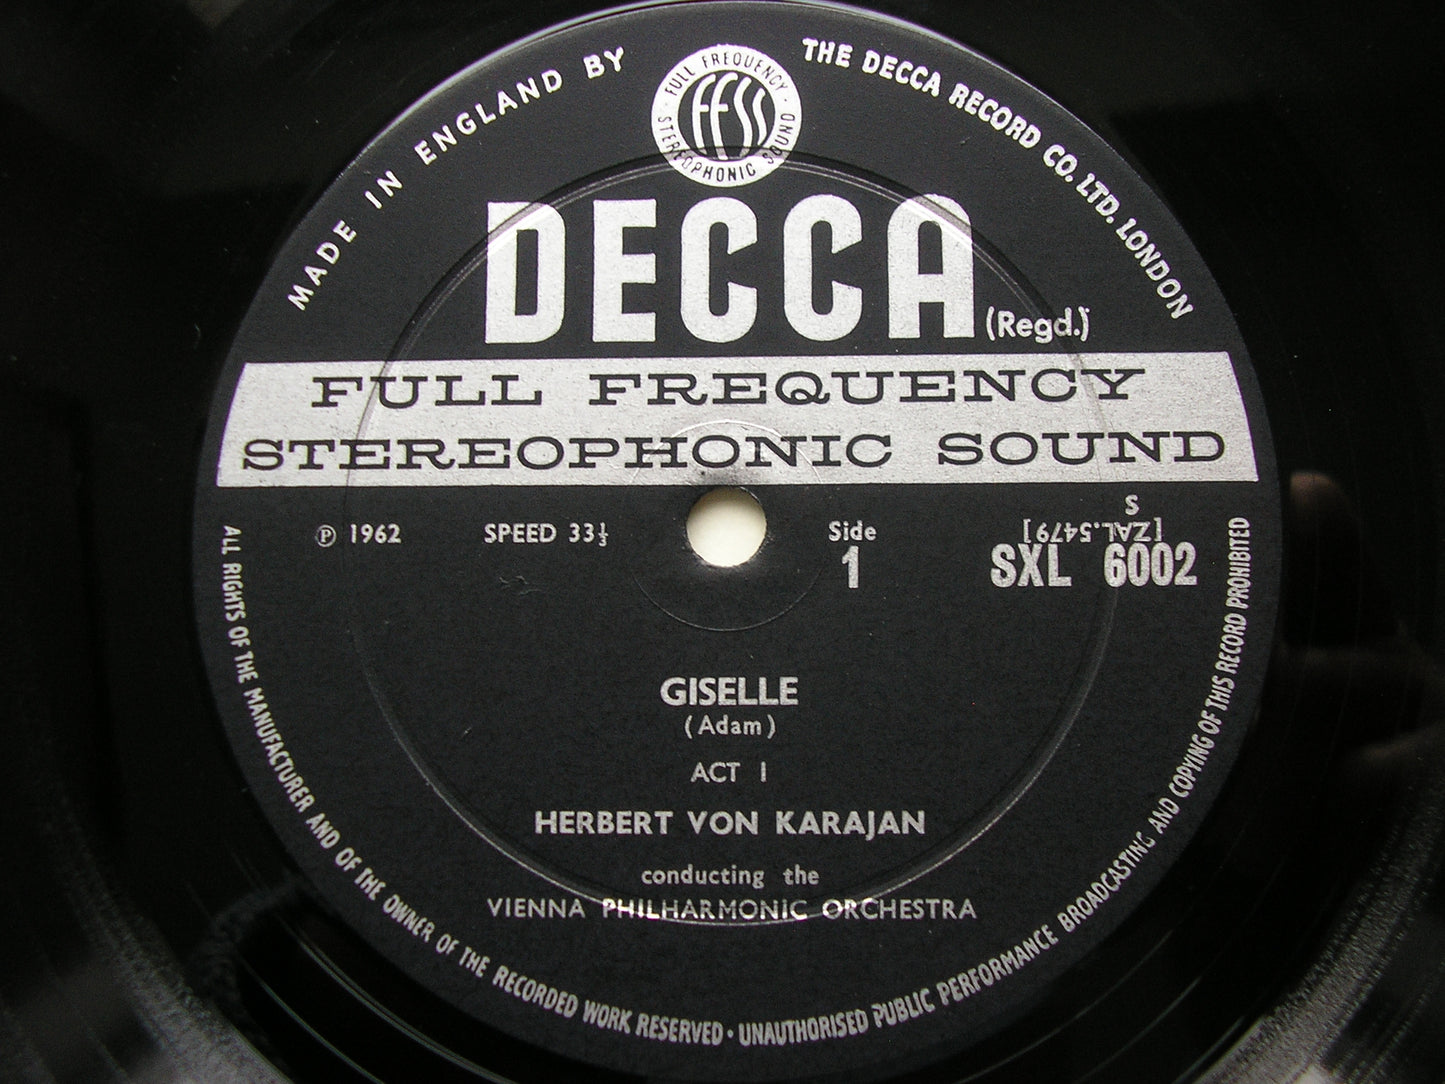 MADE IN ENGLAND BY
THE DECCA RECORD CO. LTD. LONDON
FULL FREQUENCY
ffss
STEREOPHONIC SOUND
DECCA
(Regd.)
FULL FREQUENCY
STEREOPHONIC SOUND
Ⓟ 1962
SPEED 33⅓
Side
1
S
[ZAL.5479]
SXL 6002
GISELLE
(Adam)
ACT I
HERBERT VON KARAJAN
conducting the
VIENNA PHILHARMONIC ORCHESTRA
ALL RIGHTS OF THE MANUFACTURER AND OF THE OWNER OF THE RECORDED WORK RESERVED · UNAUTHORISED PUBLIC PERFORMANCE BROADCASTING AND COPYING OF THIS RECORD PROHIBITED